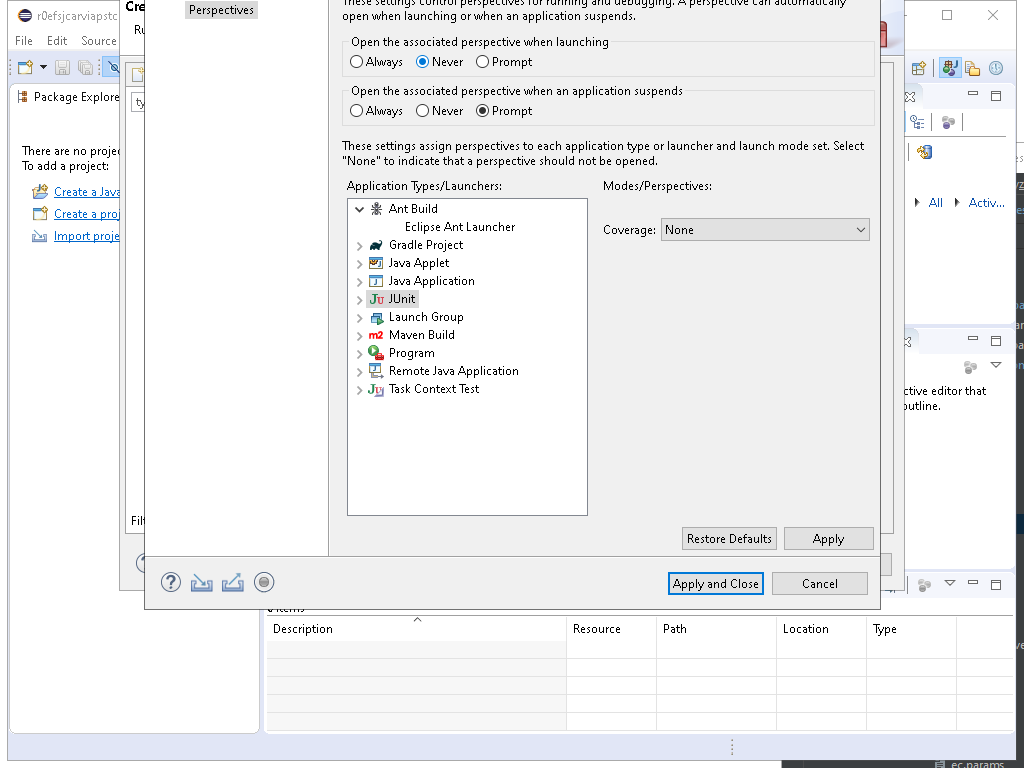 r0efsjcarviapstc
File Edit Source
Package Explore
There are no proje
To add a project:
Create a Java
Create a proj
Import proje
Cre
Ru
ty
Filt
Perspectives
These settings control perspectives for running and debugging. A perspective can automatically
open when launching or when an application suspends.
Open the associated perspective when launching
Always Never Prompt
Open the associated perspective when an application suspends
Always Never Prompt
These settings assign perspectives to each application type or launcher and launch mode set. Select
"None" to indicate that a perspective should not be opened.
Application Types/Launchers:
Modes/Perspectives:
Ant Build
Eclipse Ant Launcher
Gradle Project
Java Applet
Java Application
JUnit
Launch Group
Maven Build
Program
Remote Java Application
Task Context Test
Coverage: None
Restore Defaults Apply
Apply and Close Cancel
All Activ...
ctive editor that
outline.
items
Description Resource Path Location Type
ec.params